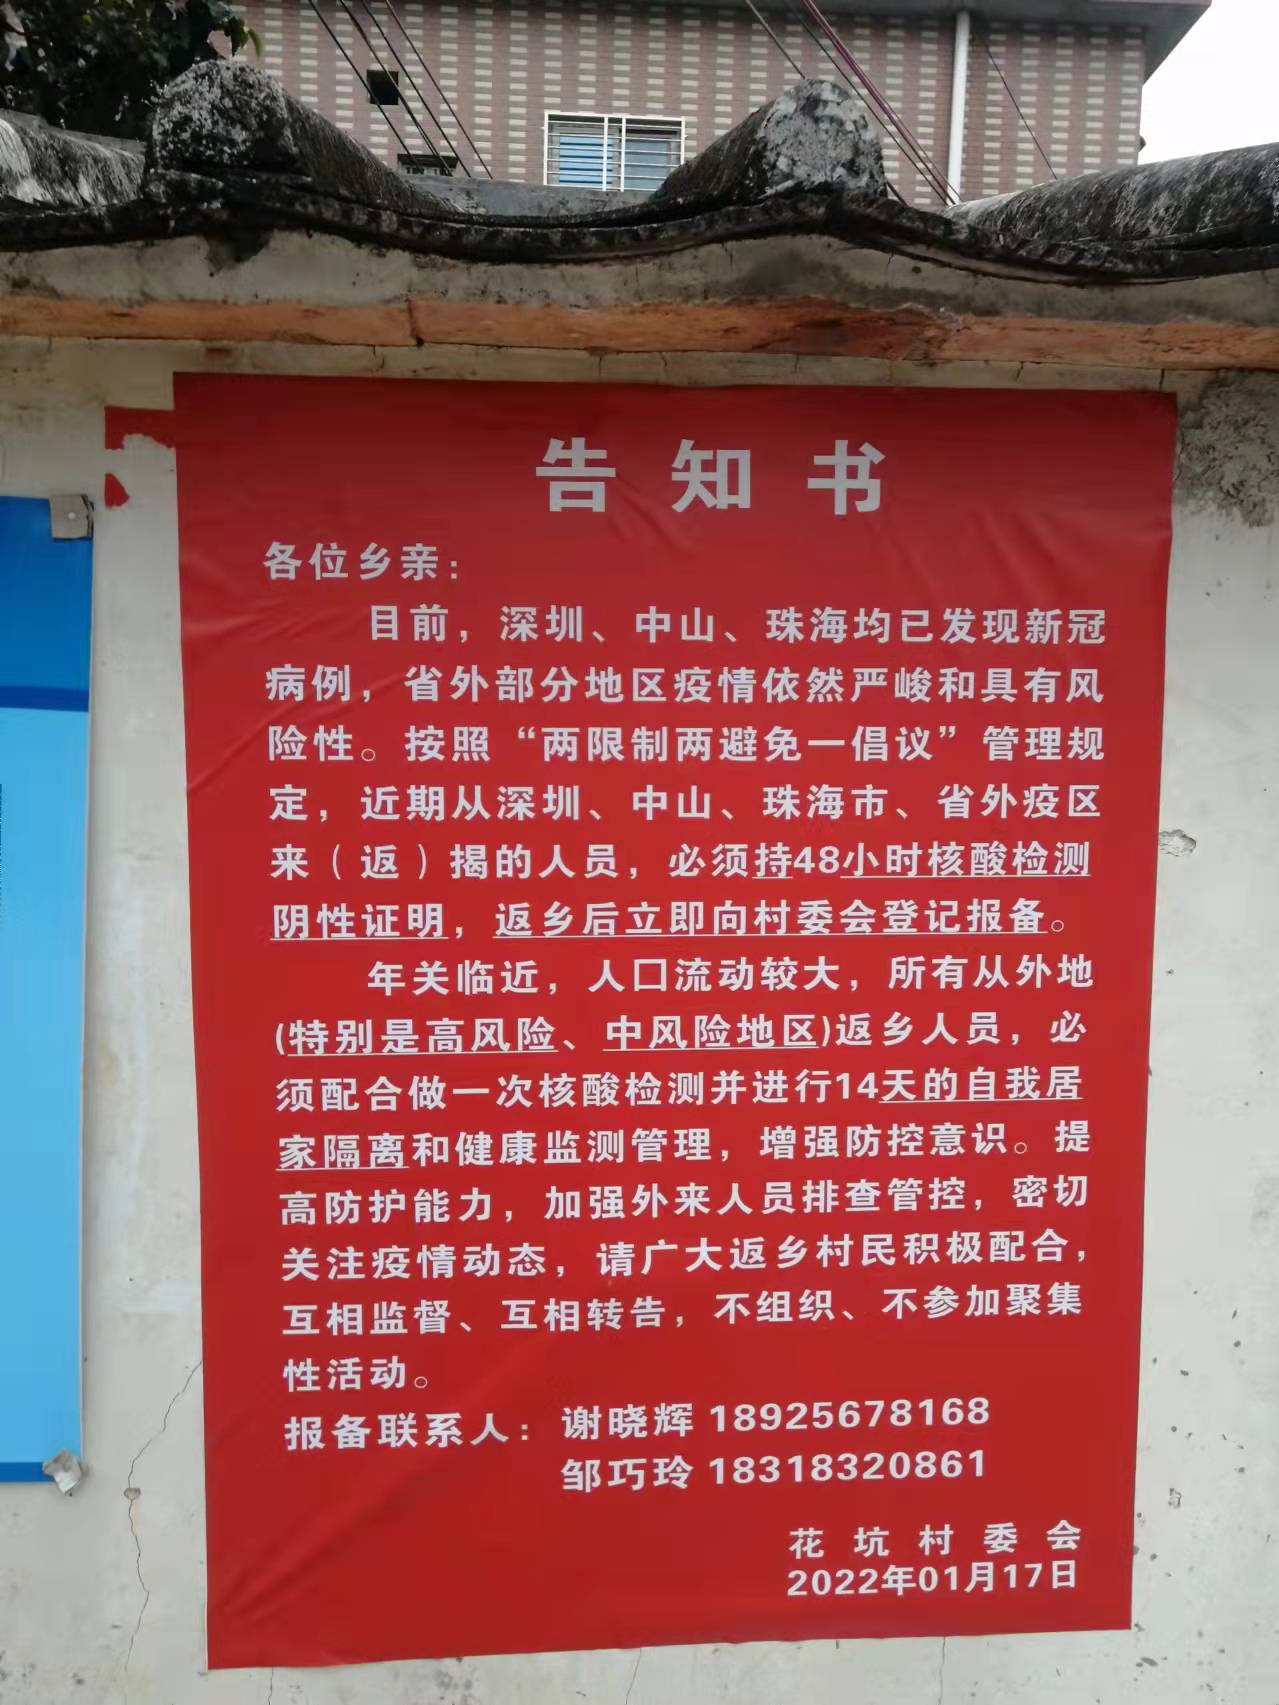 告知书
各位乡亲：
目前，深圳、中山、珠海均已发现新冠
病例，省外部分地区疫情依然严峻和具有风
险性。按照“两限制两避免一倡议”管理规
定，近期从深圳、中山、珠海市、省外疫区
来（返）揭的人员，必须持48小时核酸检测
阴性证明，返乡后立即向村委会登记报备。
年关临近，人口流动较大，所有从外地
(特别是高风险、中风险地区)返乡人员，必
须配合做一次核酸检测并进行14天的自我居
家隔离和健康监测管理，增强防控意识。提
高防护能力，加强外来人员排查管控，密切
关注疫情动态，请广大返乡村民积极配合，
互相监督、互相转告，不组织、不参加聚集
性活动。
报备联系人：谢晓辉 18925678168
邹巧玲 18318320861
花坑村委会
2022年01月17日